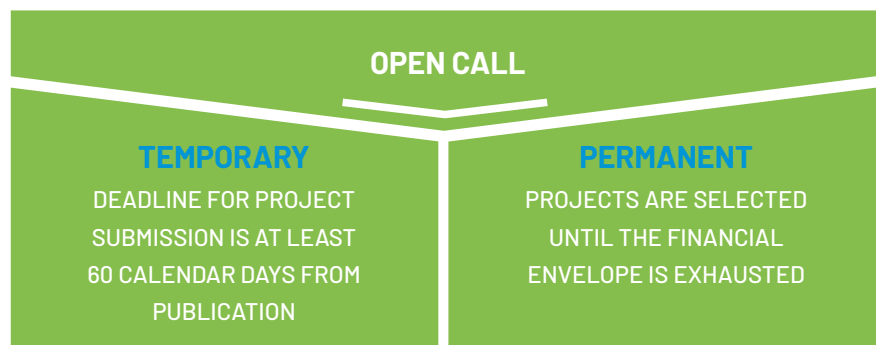 OPEN CALL
TEMPORARY
DEADLINE FOR PROJECT
SUBMISSION IS AT LEAST
60 CALENDAR DAYS FROM
PUBLICATION
PERMANENT
PROJECTS ARE SELECTED
UNTIL THE FINANCIAL
ENVELOPE IS EXHAUSTED